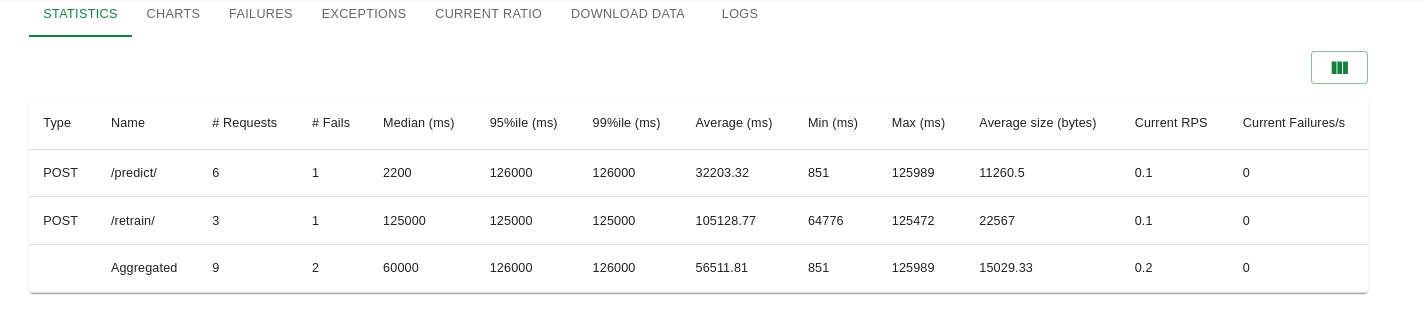 STATISTICS CHARTS FAILURES EXCEPTIONS CURRENT RATIO DOWNLOAD DATA LOGS
Type Name # Requests # Fails Median (ms) 95%ile (ms) 99%ile (ms) Average (ms) Min (ms) Max (ms) Average size (bytes) Current RPS Current Failures/s
POST /predict/ 6 1 2200 126000 126000 32203.32 851 125989 11260.5 0.1 0
POST /retrain/ 3 1 125000 125000 125000 105128.77 64776 125472 22567 0.1 0
Aggregated 9 2 60000 126000 126000 56511.81 851 125989 15029.33 0.2 0